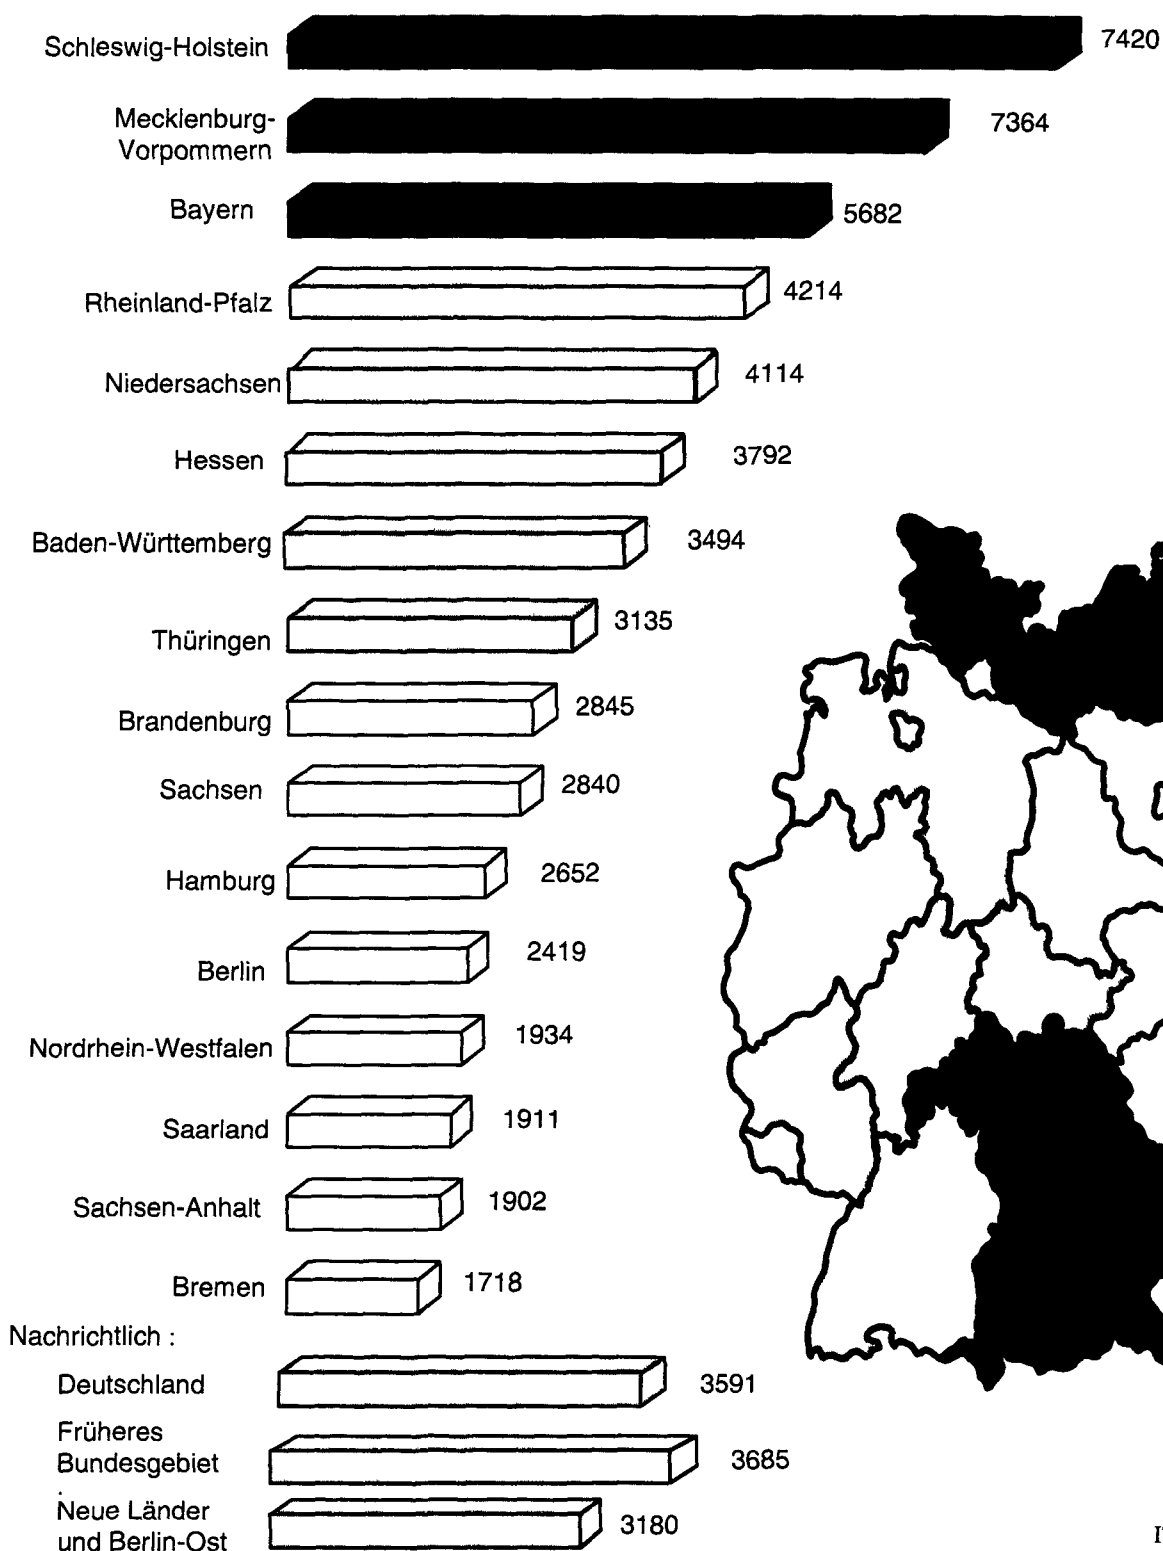 Schleswig-Holstein 7420
Mecklenburg-
Vorpommern 7364
Bayern 5682
Rheinland-Pfalz 4214
Niedersachsen 4114
Hessen 3792
Baden-Württemberg 3494
Thüringen 3135
Brandenburg 2845
Sachsen 2840
Hamburg 2652
Berlin 2419
Nordrhein-Westfalen 1934
Saarland 1911
Sachsen-Anhalt 1902
Bremen 1718
Nachrichtlich :
Deutschland 3591
Früheres
Bundesgebiet 3685
Neue Länder
und Berlin-Ost 3180